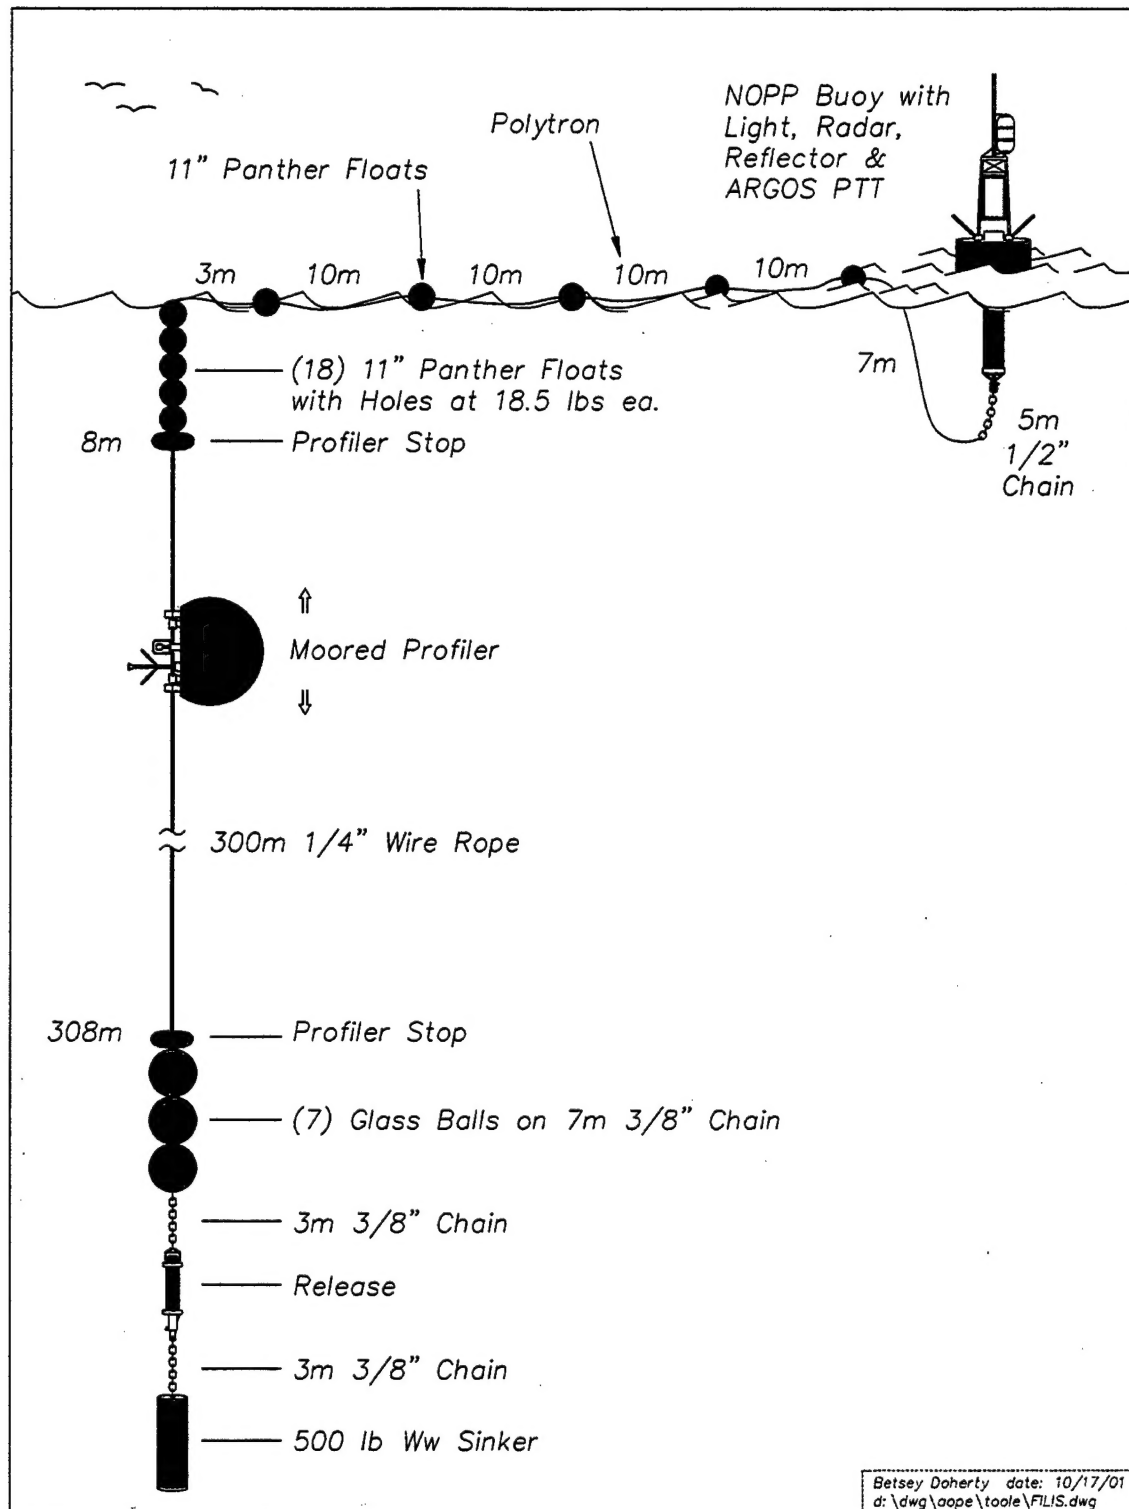 NOPP Buoy with
Light, Radar,
Reflector &
ARGOS PTT
Polytron
11" Panther Floats
3m
10m
10m
10m
10m
(18) 11" Panther Floats
with Holes at 18.5 lbs ea.
7m
8m
Profiler Stop
5m
1/2"
Chain
Moored Profiler
300m 1/4" Wire Rope
308m
Profiler Stop
(7) Glass Balls on 7m 3/8" Chain
3m 3/8" Chain
Release
3m 3/8" Chain
500 lb Ww Sinker
Betsey Doherty date: 10/17/01
d:\dwg\aope\toole\FILIS.dwg